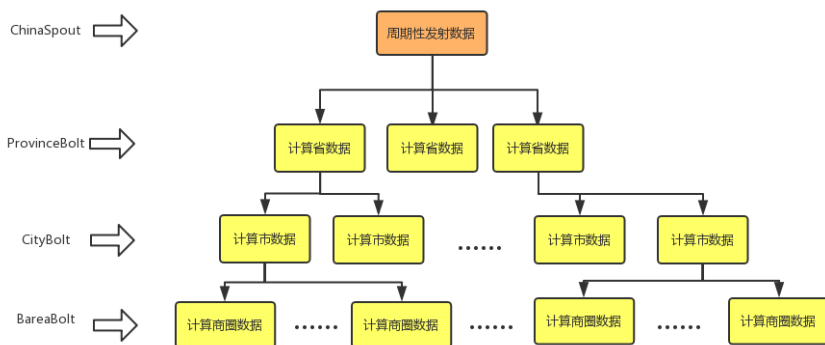 ChinaSpout
周期性发射数据
ProvinceBolt
计算省数据
计算省数据
计算省数据
CityBolt
计算市数据
计算市数据
......
计算市数据
计算市数据
BareaBolt
计算商圈数据
......
计算商圈数据
......
计算商圈数据
......
计算商圈数据